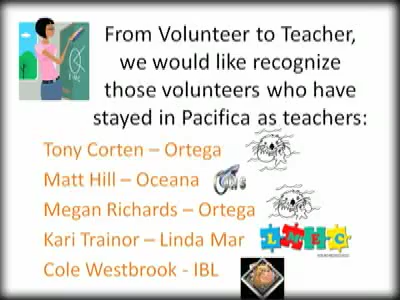 From Volunteer to Teacher,
we would like recognize
those volunteers who have
stayed in Pacifica as teachers:
Tony Corten – Ortega
Matt Hill – Oceana
Megan Richards – Ortega
Kari Trainor – Linda Mar
L M E C
Cole Westbrook - IBL